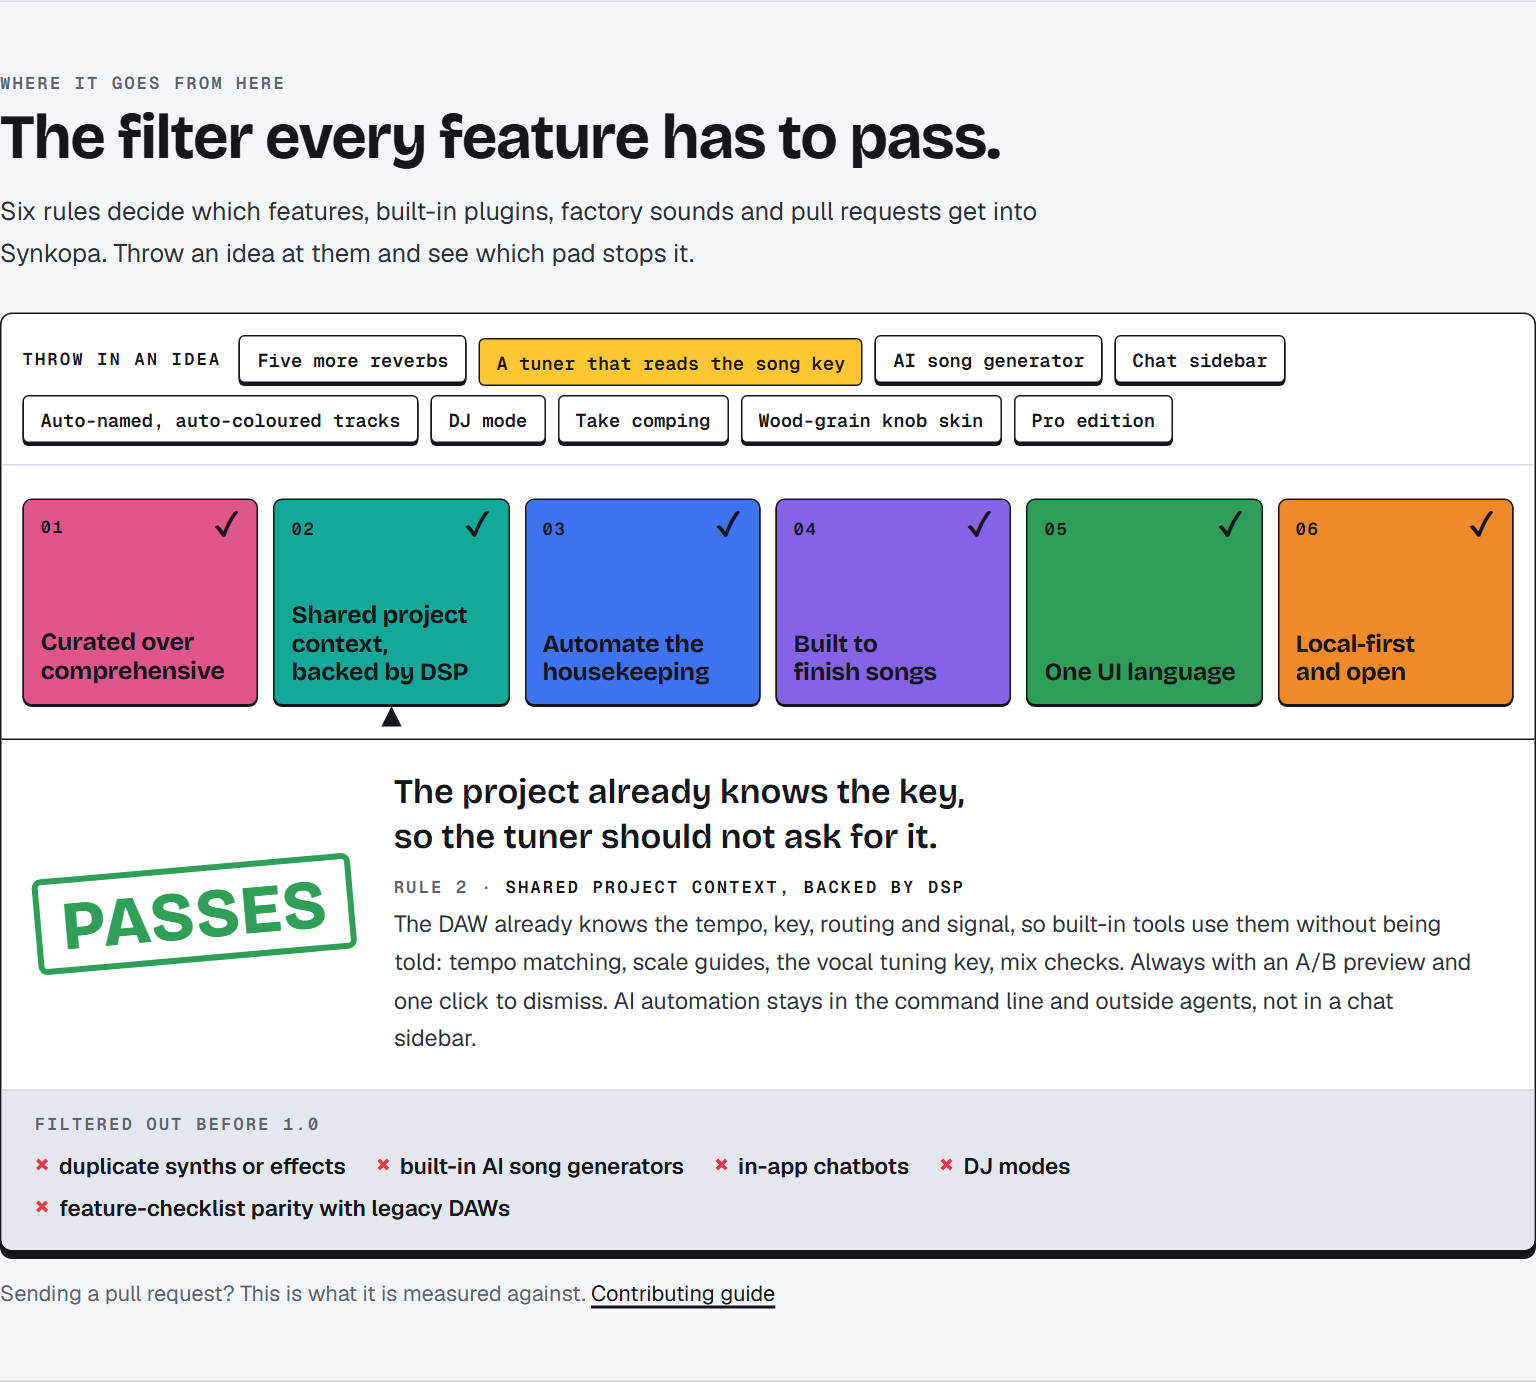 WHERE IT GOES FROM HERE
The filter every feature has to pass.
Six rules decide which features, built-in plugins, factory sounds and pull requests get into
Synkopa. Throw an idea at them and see which pad stops it.
THROW IN AN IDEA
Five more reverbs
A tuner that reads the song key
AI song generator
Chat sidebar
Auto-named, auto-coloured tracks
DJ mode
Take comping
Wood-grain knob skin
Pro edition
01 ✓
Curated over
comprehensive
02 ✓
Shared project
context,
backed by DSP
03 ✓
Automate the
housekeeping
04 ✓
Built to
finish songs
05 ✓
One UI language
06 ✓
Local-first
and open
PASSES
The project already knows the key,
so the tuner should not ask for it.
RULE 2 · SHARED PROJECT CONTEXT, BACKED BY DSP
The DAW already knows the tempo, key, routing and signal, so built-in tools use them without being
told: tempo matching, scale guides, the vocal tuning key, mix checks. Always with an A/B preview and
one click to dismiss. AI automation stays in the command line and outside agents, not in a chat
sidebar.
FILTERED OUT BEFORE 1.0
× duplicate synths or effects × built-in AI song generators × in-app chatbots × DJ modes
× feature-checklist parity with legacy DAWs
Sending a pull request? This is what it is measured against. Contributing guide